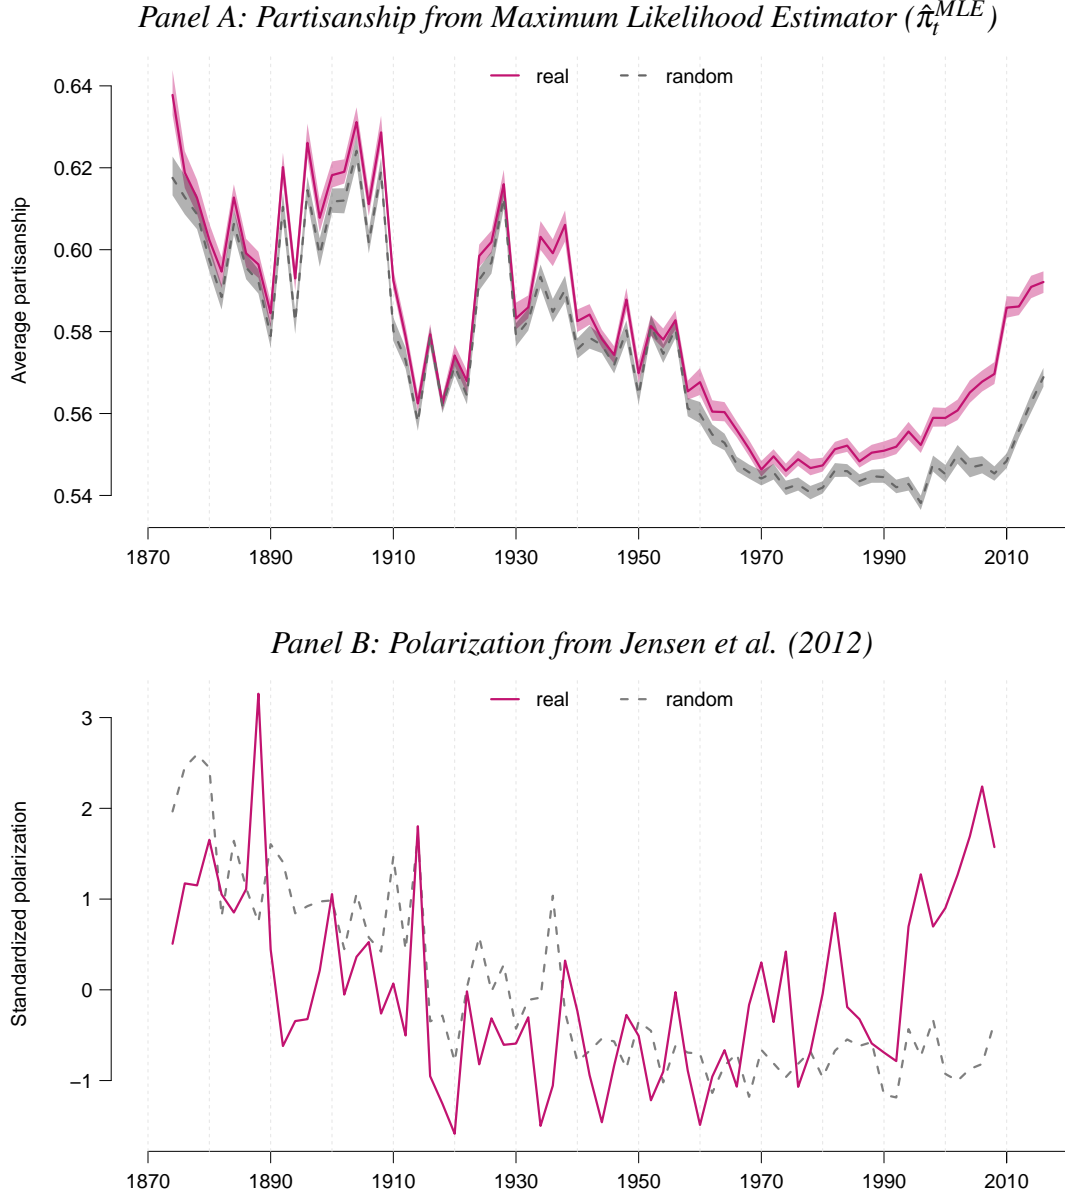 Panel A: Partisanship from Maximum Likelihood Estimator (π̂ₜᴹᴸᴱ)
real random
0.64
0.62
0.60
0.58
0.56
0.54
Average partisanship
1870 1890 1910 1930 1950 1970 1990 2010
Panel B: Polarization from Jensen et al. (2012)
real random
3
2
1
0
−1
Standardized polarization
1870 1890 1910 1930 1950 1970 1990 2010